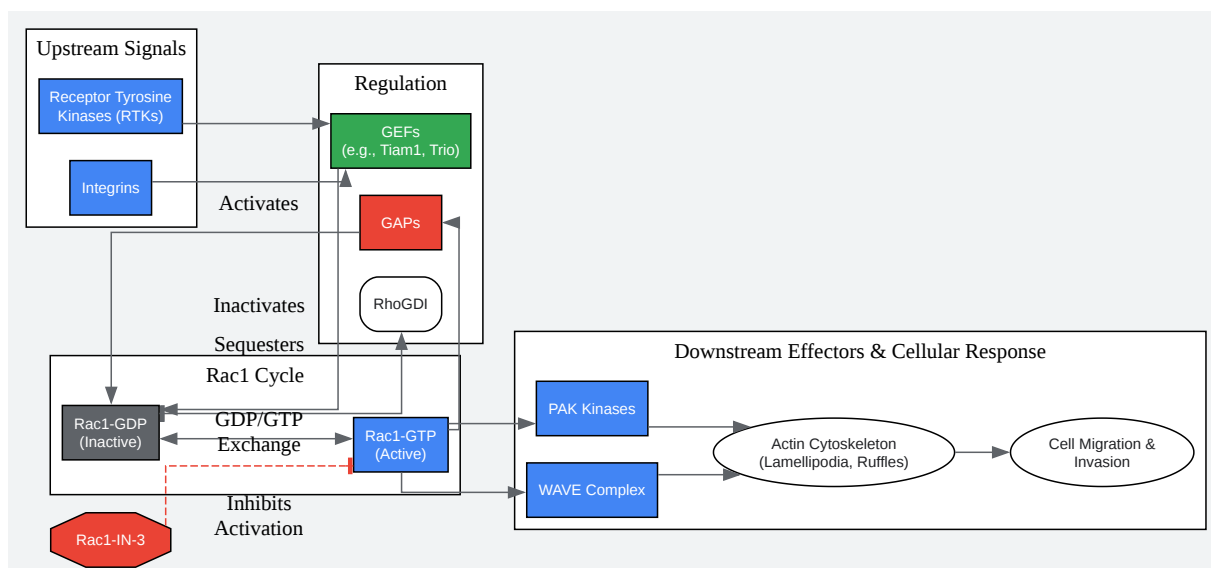 Upstream Signals
Receptor Tyrosine
Kinases (RTKs)
Integrins
Regulation
GEFs
(e.g., Tiam1, Trio)
Activates
GAPs
Inactivates
RhoGDI
Sequesters
Rac1 Cycle
Rac1-GDP
(Inactive)
GDP/GTP
Exchange
Rac1-GTP
(Active)
Inhibits
Activation
Rac1-IN-3
Downstream Effectors & Cellular Response
PAK Kinases
WAVE Complex
Actin Cytoskeleton
(Lamellipodia, Ruffles)
Cell Migration &
Invasion